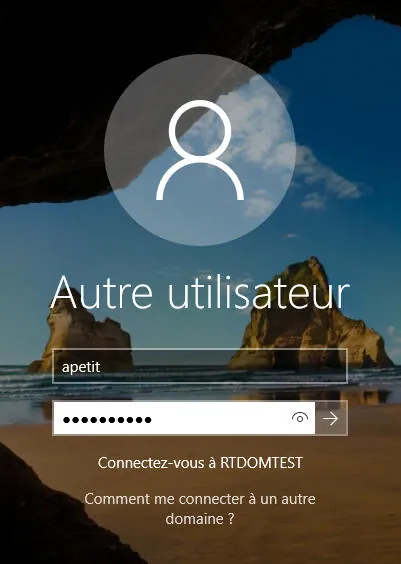 Autre utilisateur
apetit
••••••••••
Connectez-vous à RTDOMTEST
Comment me connecter à un autre
domaine ?